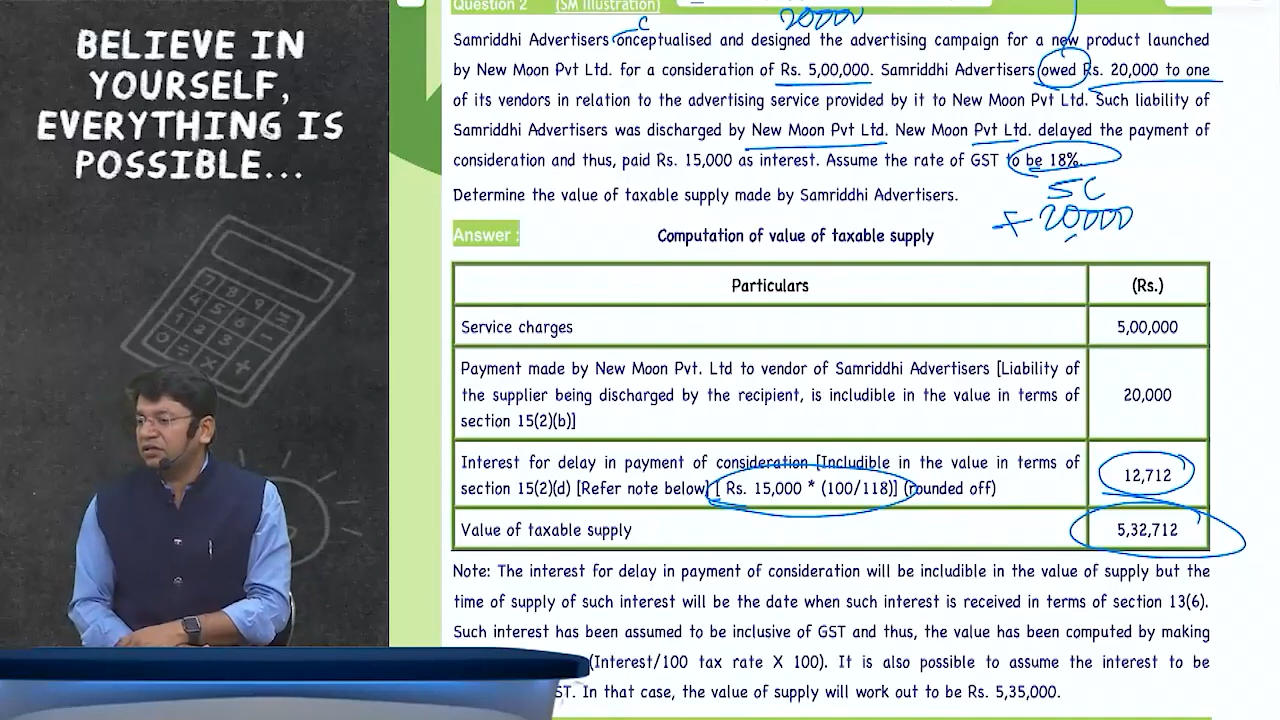 BELIEVE IN
YOURSELF,
EVERYTHING IS
POSSIBLE...
Question 2 (SM Illustration)
20000
c
Samriddhi Advertisers onceptualised and designed the advertising campaign for a new product launched
by New Moon Pvt Ltd. for a consideration of Rs. 5,00,000. Samriddhi Advertisers owed Rs. 20,000 to one
of its vendors in relation to the advertising service provided by it to New Moon Pvt Ltd. Such liability of
Samriddhi Advertisers was discharged by New Moon Pvt Ltd. New Moon Pvt Ltd. delayed the payment of
consideration and thus, paid Rs. 15,000 as interest. Assume the rate of GST to be 18%.
Determine the value of taxable supply made by Samriddhi Advertisers.
+ 20000
Answer : Computation of value of taxable supply
Particulars (Rs.)
Service charges 5,00,000
Payment made by New Moon Pvt. Ltd to vendor of Samriddhi Advertisers [Liability of
the supplier being discharged by the recipient, is includible in the value in terms of 20,000
section 15(2)(b)]
Interest for delay in payment of consideration [Includible in the value in terms of
section 15(2)(d) [Refer note below] [ Rs. 15,000 * (100/118)] (rounded off) 12,712
Value of taxable supply 5,32,712
Note: The interest for delay in payment of consideration will be includible in the value of supply but the
time of supply of such interest will be the date when such interest is received in terms of section 13(6).
Such interest has been assumed to be inclusive of GST and thus, the value has been computed by making
(Interest/100 tax rate X 100). It is also possible to assume the interest to be
ST. In that case, the value of supply will work out to be Rs. 5,35,000.